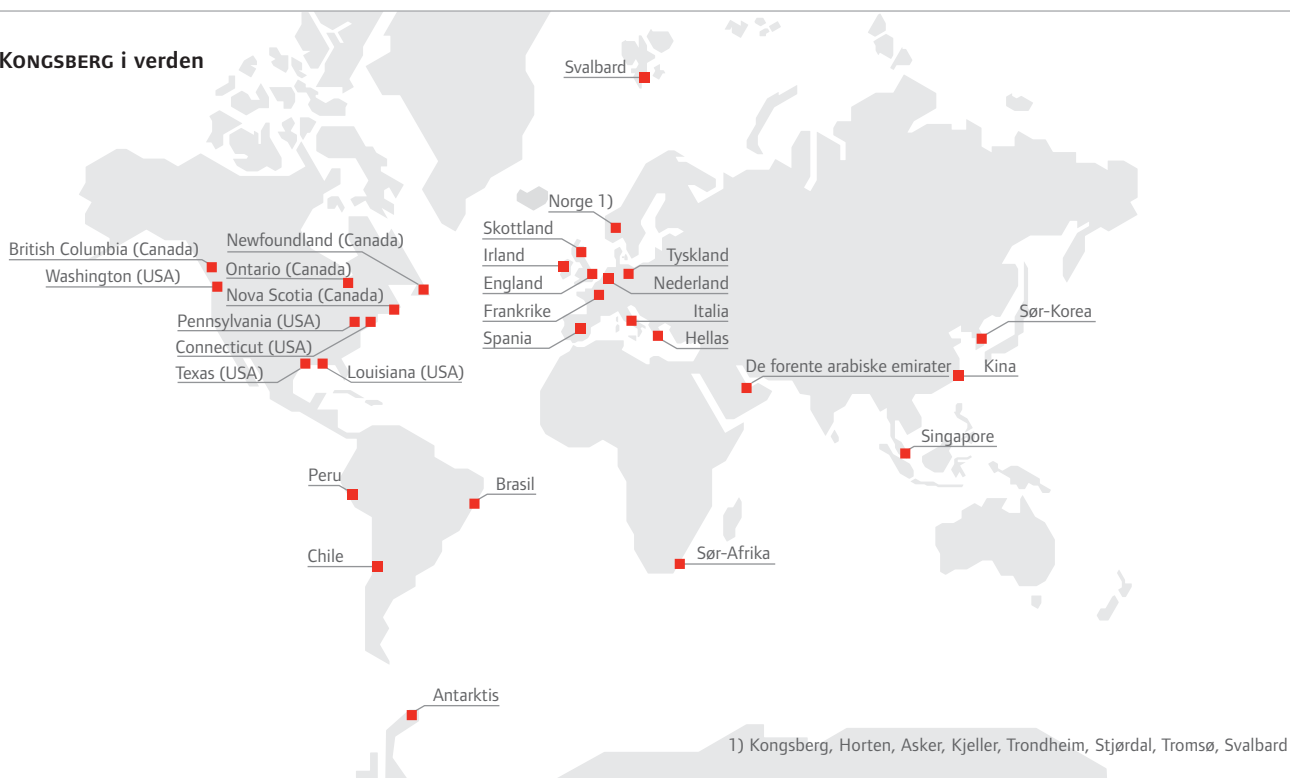 KONGSBERG i verden
Svalbard
Norge 1)
Skottland
Irland
England
Frankrike
Spania
Tyskland
Nederland
Italia
Hellas
British Columbia (Canada)
Washington (USA)
Newfoundland (Canada)
Ontario (Canada)
Nova Scotia (Canada)
Pennsylvania (USA)
Connecticut (USA)
Texas (USA)
Louisiana (USA)
Sør-Korea
De forente arabiske emirater
Kina
Singapore
Peru
Brasil
Chile
Sør-Afrika
Antarktis
1) Kongsberg, Horten, Asker, Kjeller, Trondheim, Stjørdal, Tromsø, Svalbard